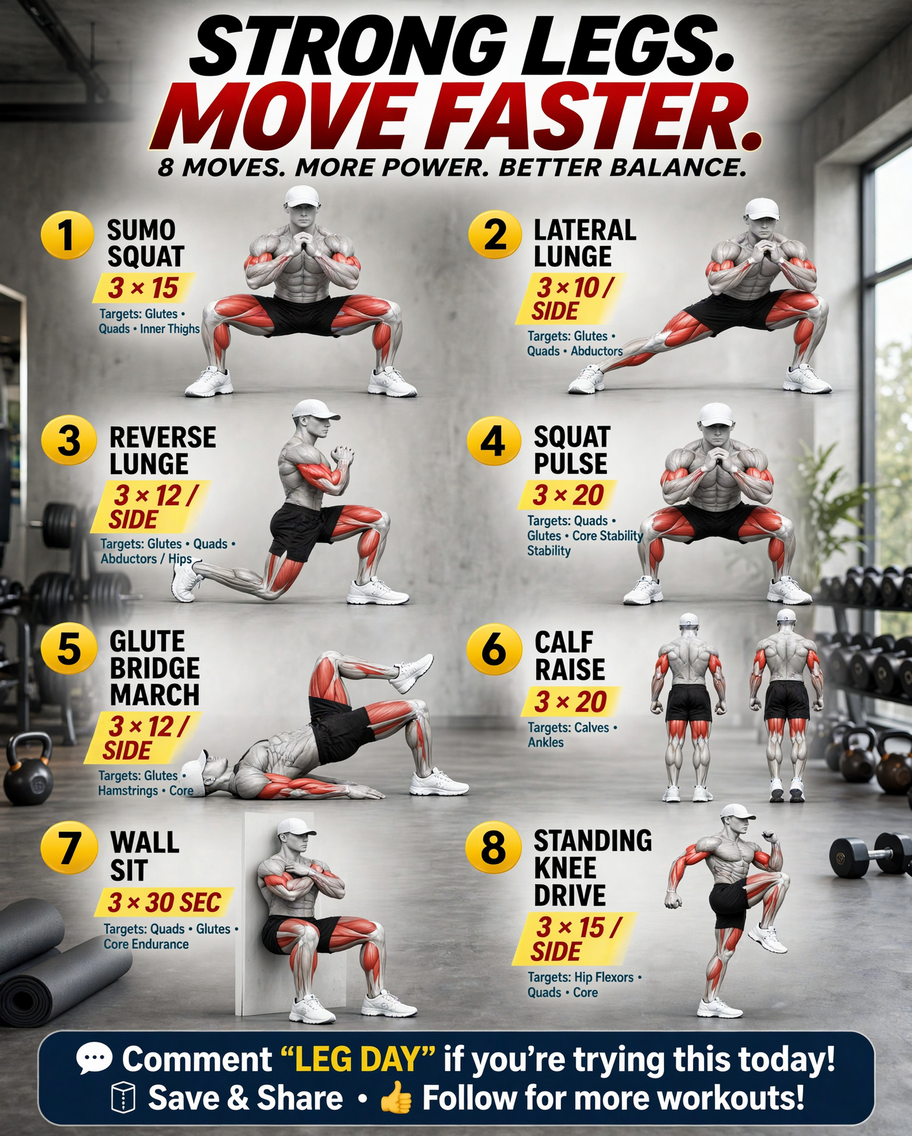 STRONG LEGS.
MOVE FASTER.
8 MOVES. MORE POWER. BETTER BALANCE.
1
SUMO
SQUAT
3 × 15
Targets: Glutes •
Quads • Inner Thighs
2
LATERAL
LUNGE
3 × 10 /
SIDE
Targets: Glutes •
Quads • Abductors
3
REVERSE
LUNGE
3 × 12 /
SIDE
Targets: Glutes • Quads •
Abductors / Hips
4
SQUAT
PULSE
3 × 20
Targets: Quads •
Glutes • Core Stability
Stability
5
GLUTE
BRIDGE
MARCH
3 × 12 /
SIDE
Targets: Glutes •
Hamstrings • Core
6
CALF
RAISE
3 × 20
Targets: Calves •
Ankles
7
WALL
SIT
3 × 30 SEC
Targets: Quads • Glutes •
Core Endurance
8
STANDING
KNEE
DRIVE
3 × 15 /
SIDE
Targets: Hip Flexors •
Quads • Core
💬 Comment “LEG DAY” if you’re trying this today!
Save & Share • 👍 Follow for more workouts!